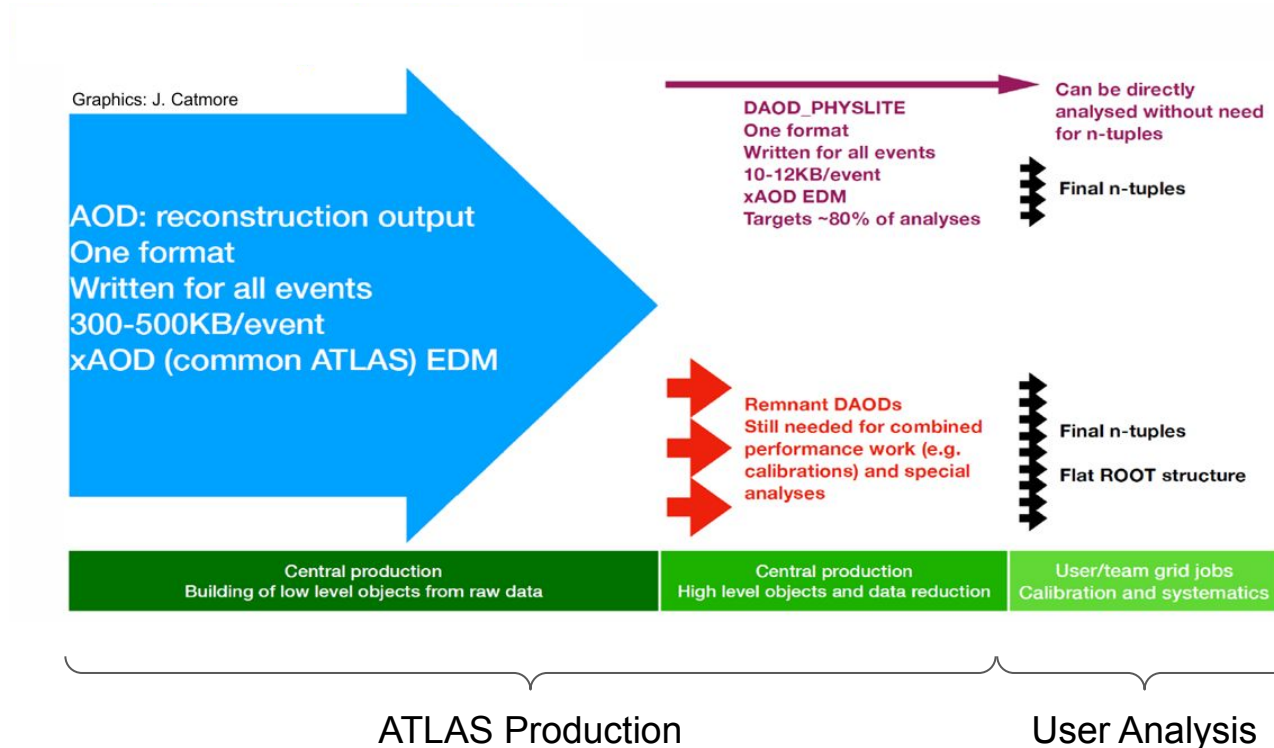 Graphics: J. Catmore
AOD: reconstruction output
One format
Written for all events
300-500KB/event
xAOD (common ATLAS) EDM
DAOD_PHYSLITE
One format
Written for all events
10-12KB/event
xAOD EDM
Targets ~80% of analyses
Can be directly
analysed without need
for n-tuples
Final n-tuples
Remnant DAODs
Still needed for combined
performance work (e.g.
calibrations) and special
analyses
Final n-tuples
Flat ROOT structure
Central production
Building of low level objects from raw data
Central production
High level objects and data reduction
User/team grid jobs
Calibration and systematics
ATLAS Production
User Analysis